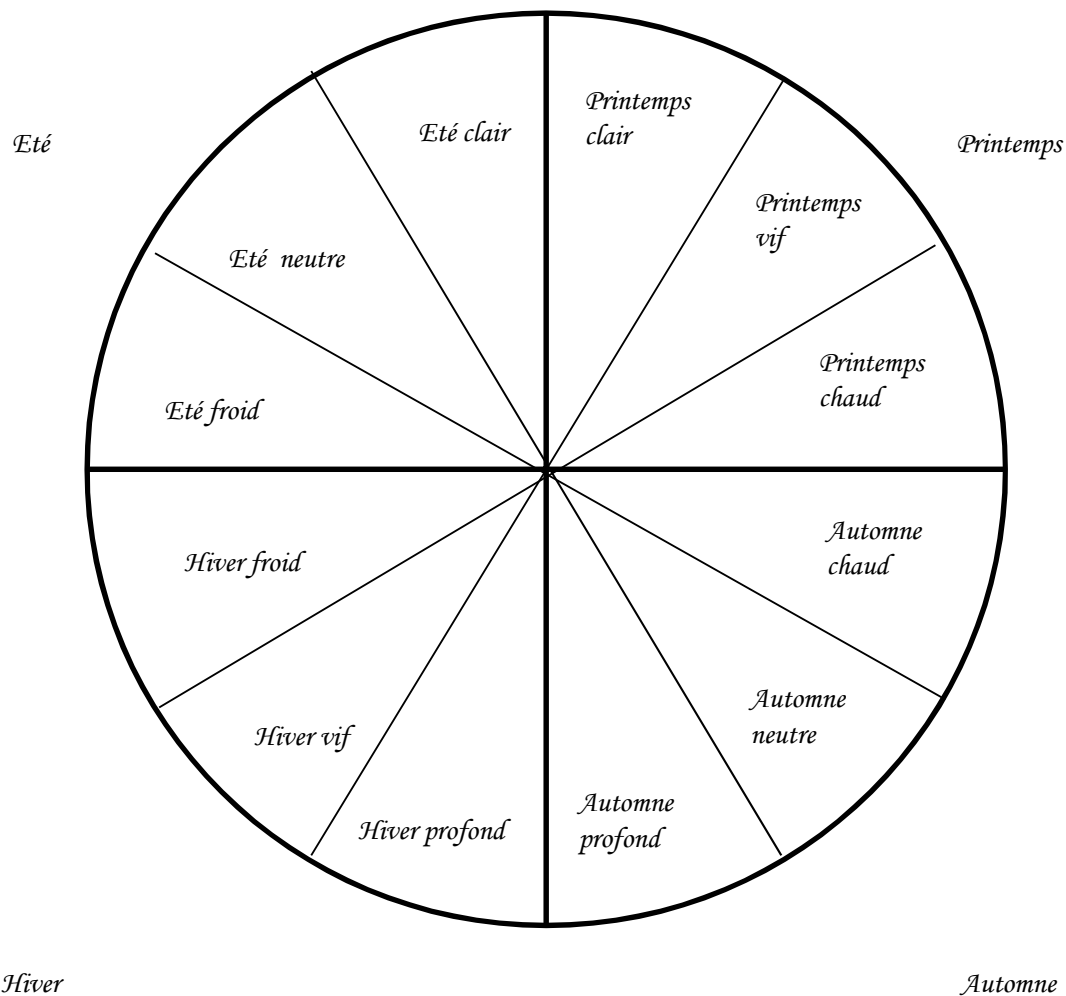 Printemps
clair
Eté clair
Eté
Printemps
Printemps
vif
Eté  neutre
Printemps
chaud
Eté froid
Automne
chaud
Hiver froid
Automne
neutre
Hiver vif
Automne
profond
Hiver profond
Hiver
Automne